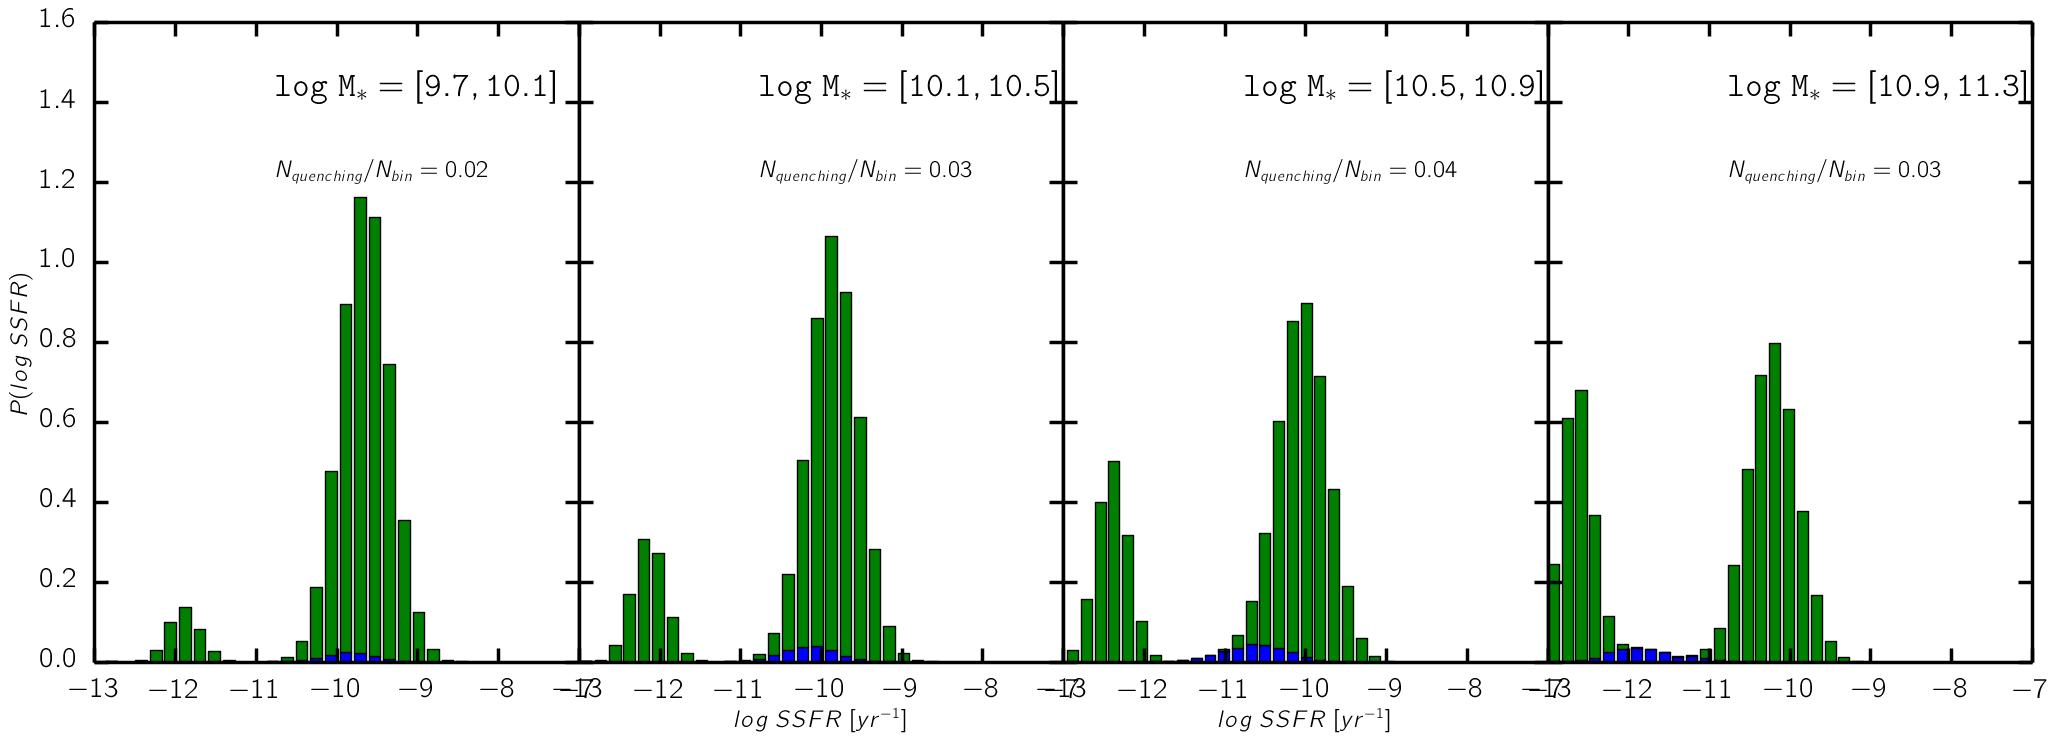 1.6
1.4
1.2
1.0
0.8
0.6
0.4
0.2
0.0
P(log SSFR)
log M* = [9.7, 10.1]
N_quenching/N_bin = 0.02
−13 −12 −11 −10 −9 −8 −7
log M* = [10.1, 10.5]
N_quenching/N_bin = 0.03
−13 −12 −11 −10 −9 −8 −7
log SSFR [yr⁻¹]
log M* = [10.5, 10.9]
N_quenching/N_bin = 0.04
−13 −12 −11 −10 −9 −8 −7
log SSFR [yr⁻¹]
log M* = [10.9, 11.3]
N_quenching/N_bin = 0.03
−13 −12 −11 −10 −9 −8 −7